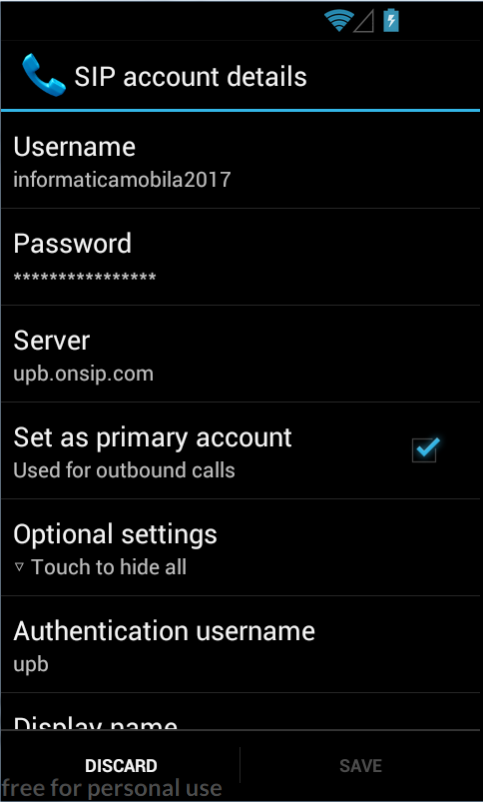 SIP account details
Username
informaticamobila2017
Password
****************
Server
upb.onsip.com
Set as primary account
Used for outbound calls
Optional settings
▿ Touch to hide all
Authentication username
upb
Display name
DISCARD SAVE
free for personal use